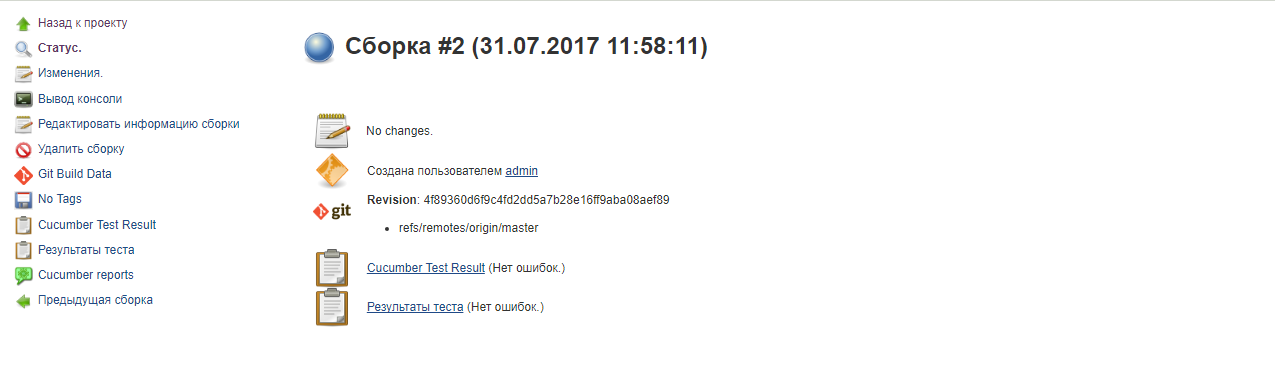 Назад к проекту
Статус.
Изменения.
Вывод консоли
Редактировать информацию сборки
Удалить сборку
Git Build Data
No Tags
Cucumber Test Result
Результаты теста
Cucumber reports
Предыдущая сборка
Сборка #2 (31.07.2017 11:58:11)
No changes.
Создана пользователем admin
git
Revision: 4f89360d6f9c4fd2dd5a7b28e16ff9aba08aef89
refs/remotes/origin/master
Cucumber Test Result (Нет ошибок.)
Результаты теста (Нет ошибок.)